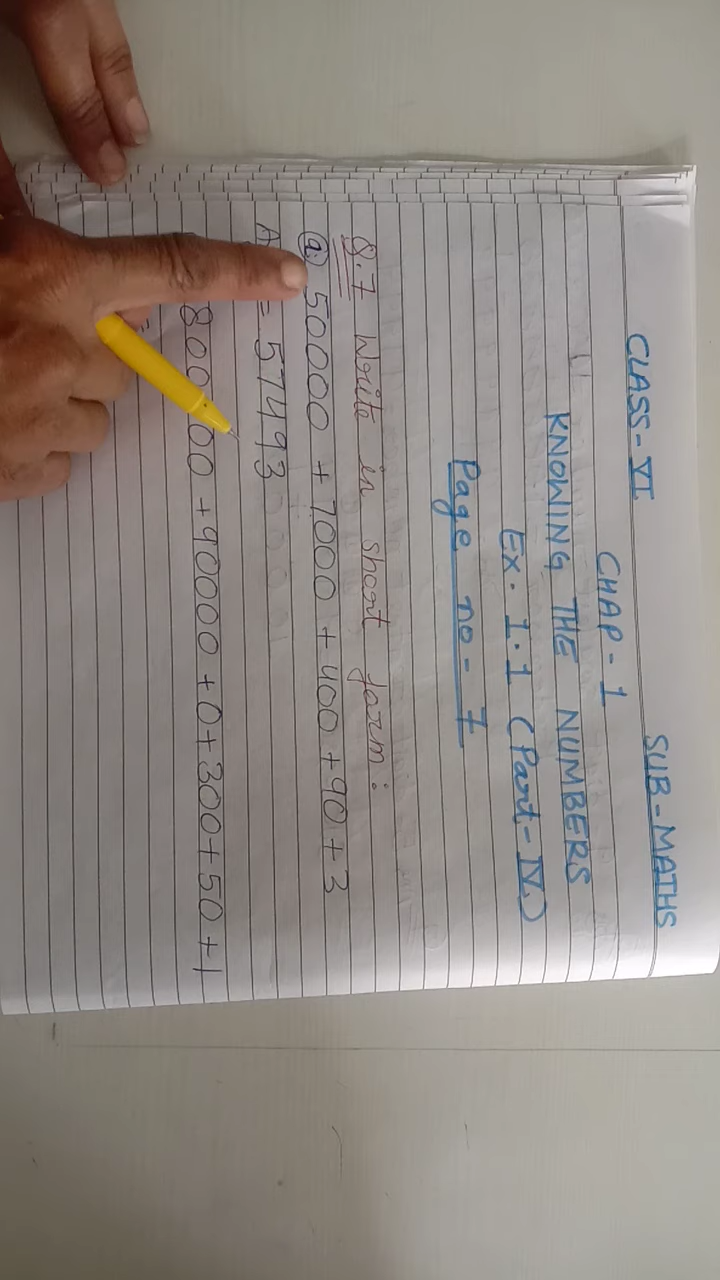 CLASS-VI SUB-MATHS
CHAP-1
KNOWING THE NUMBERS
EX. 1.1 (Part-IV)
Page no- 7
8.7 Write in short form:
(a) 50000 + 7000 + 400 + 90 + 3
= 57493
+ 90000 + 0 + 300 + 50 + 1